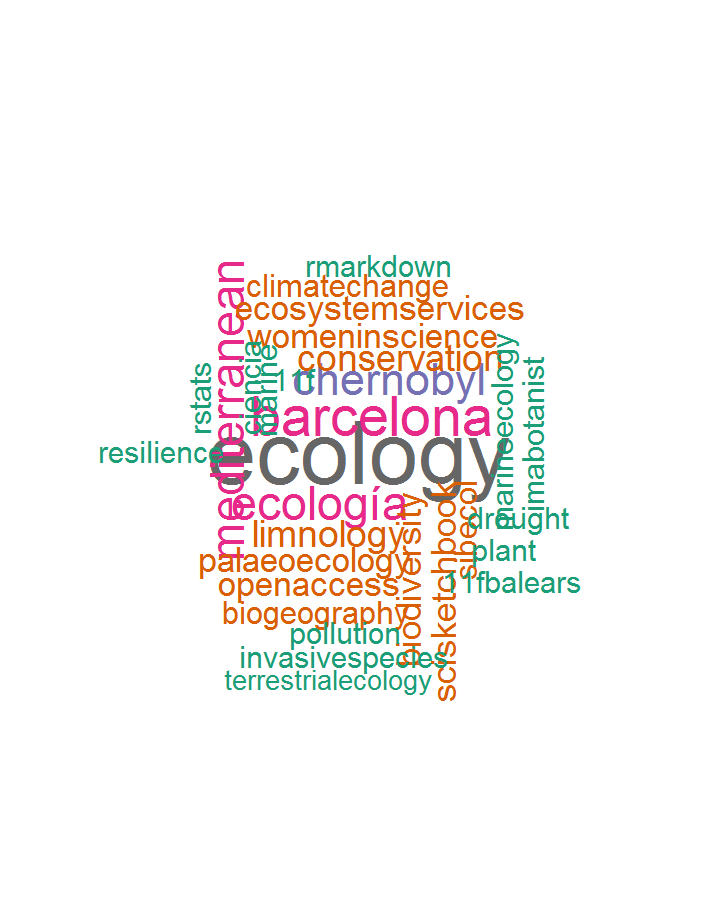 rmarkdown
climatechange
ecosystemservices
womeninscience
conservation
mediterranean
rstats
ciencia
marine
11f
chernobyl
marineecology
imabotanist
barcelona
ecology
resilience
ecología
limnology
biodiversity
scisketchbook
sibecol
drought
palaeoecology
plant
openaccess
11fbalears
biogeography
pollution
invasivespecies
terrestrialecology